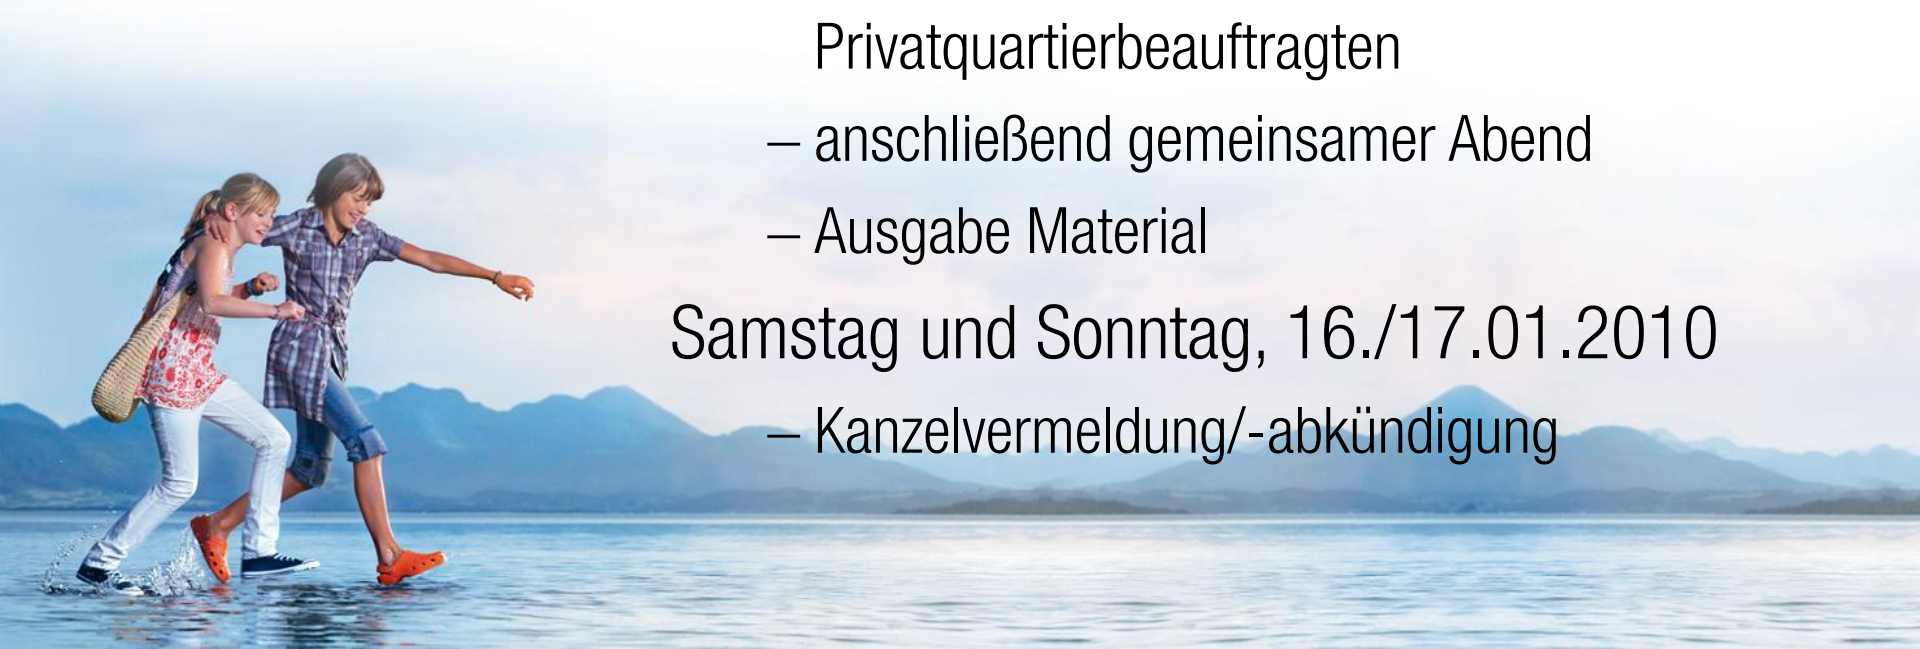 Privatquartierbeauftragten
– anschließend gemeinsamer Abend
– Ausgabe Material
Samstag und Sonntag, 16./17.01.2010
– Kanzelvermeldung/-abkündigung